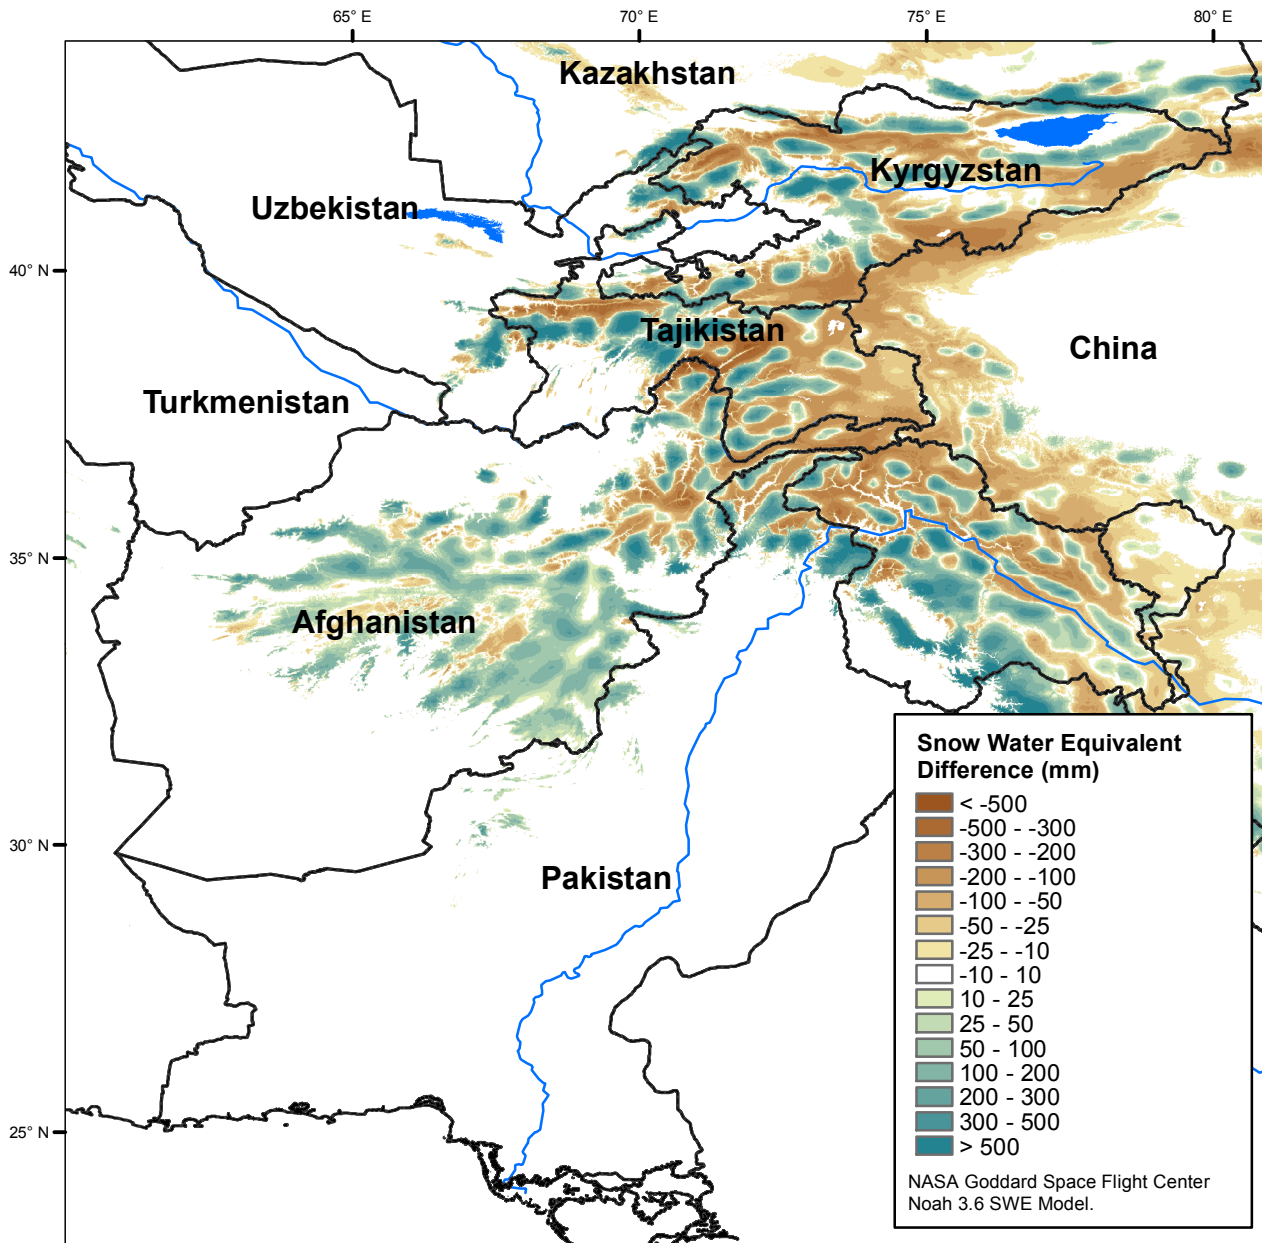 65° E
70° E
75° E
80° E
Kazakhstan
Kyrgyzstan
Uzbekistan
40° N
Tajikistan
China
Turkmenistan
35° N
Afghanistan
30° N
Pakistan
25° N
Snow Water Equivalent
Difference (mm)
< -500
-500 - -300
-300 - -200
-200 - -100
-100 - -50
-50 - -25
-25 - -10
-10 - 10
10 - 25
25 - 50
50 - 100
100 - 200
200 - 300
300 - 500
> 500
NASA Goddard Space Flight Center
Noah 3.6 SWE Model.